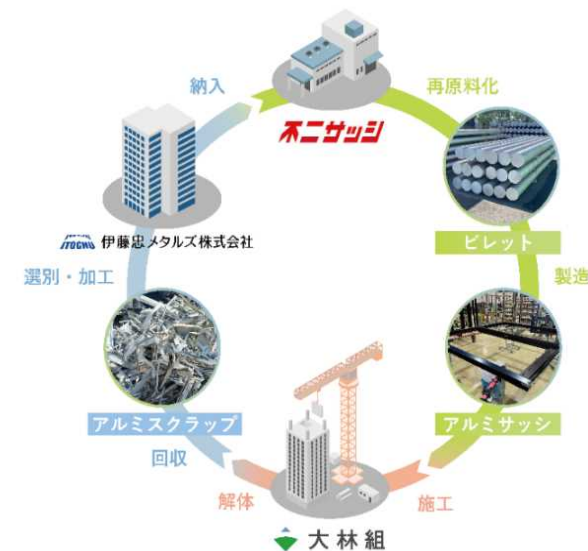 納入
再原料化
不二サッシ
ビレット
ITOCHU 伊藤忠メタルズ株式会社
選別・加工
製造
アルミスクラップ
アルミサッシ
回収
解体
施工
大林組